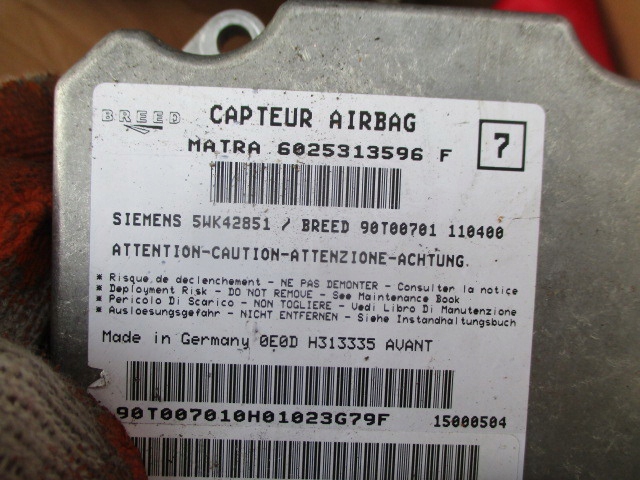 BREED
CAPTEUR AIRBAG
7
MATRA 6025313596 F
SIEMENS 5WK42851 / BREED 90T00701 110400
ATTENTION-CAUTION-ATTENZIONE-ACHTUNG
* Risque de declenchement - NE PAS DEMONTER - Consulter la notice
* Deployment Risk - DO NOT REMOVE - See Maintenance Book
* Pericolo Di Scarico - NON TOGLIERE - Vedi Libro Di Manutenzione
* Ausloesungsgefahr - NICHT ENTFERNEN - Siehe Instandhaltungsbuch
Made in Germany 0E0D H313335 AVANT
90T007010H01023G79F 15000504